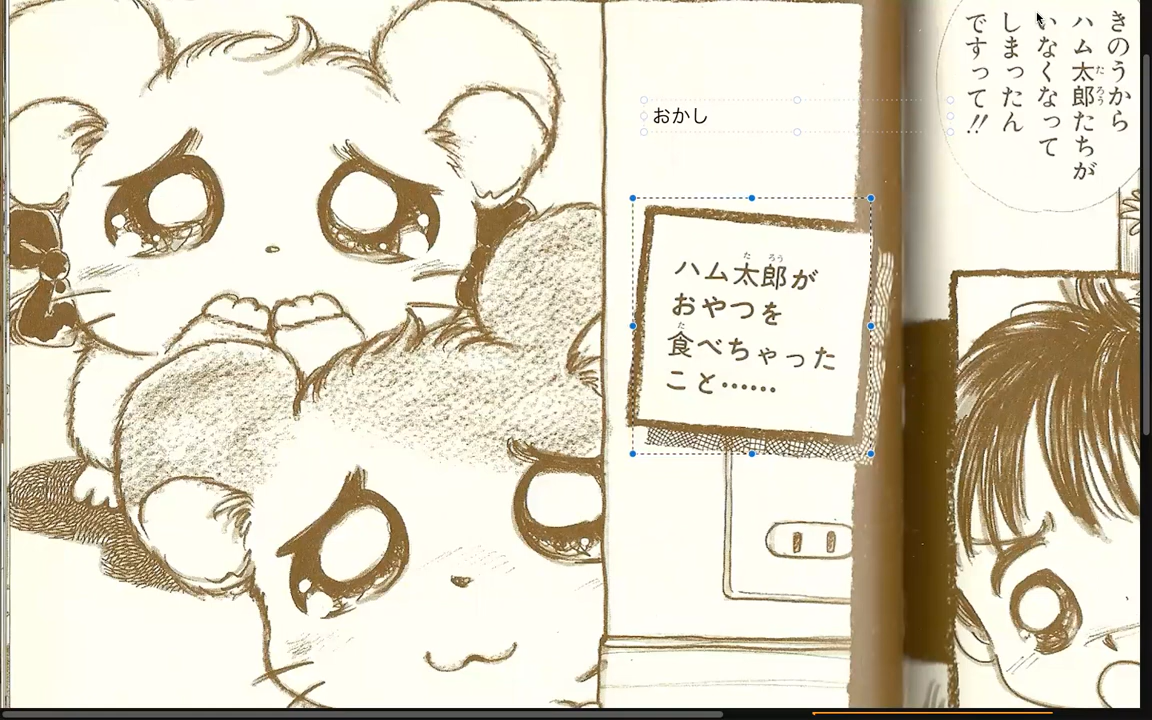 きのうから
ハム太郎たちが
いなくなって
しまったん
ですって!!
おかし
ハム太郎が
おやつを
食べちゃった
こと……